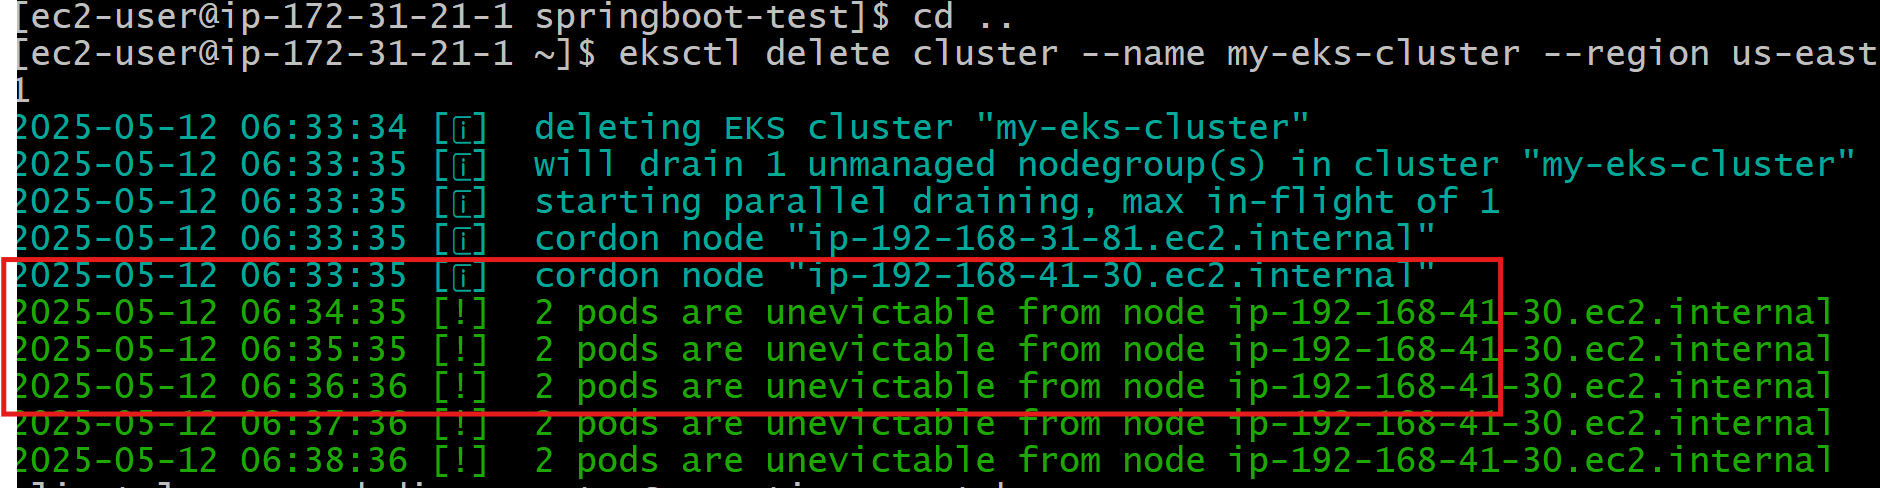 [ec2-user@ip-172-31-21-1 springboot-test]$ cd ..
[ec2-user@ip-172-31-21-1 ~]$ eksctl delete cluster --name my-eks-cluster --region us-east
1
2025-05-12 06:33:34 [i]  deleting EKS cluster "my-eks-cluster"
2025-05-12 06:33:35 [i]  will drain 1 unmanaged nodegroup(s) in cluster "my-eks-cluster"
2025-05-12 06:33:35 [i]  starting parallel draining, max in-flight of 1
2025-05-12 06:33:35 [i]  cordon node "ip-192-168-31-81.ec2.internal"
2025-05-12 06:33:35 [i]  cordon node "ip-192-168-41-30.ec2.internal"
2025-05-12 06:34:35 [!]  2 pods are unevictable from node ip-192-168-41-30.ec2.internal
2025-05-12 06:35:35 [!]  2 pods are unevictable from node ip-192-168-41-30.ec2.internal
2025-05-12 06:36:36 [!]  2 pods are unevictable from node ip-192-168-41-30.ec2.internal
2025-05-12 06:37:36 [!]  2 pods are unevictable from node ip-192-168-41-30.ec2.internal
2025-05-12 06:38:36 [!]  2 pods are unevictable from node ip-192-168-41-30.ec2.internal